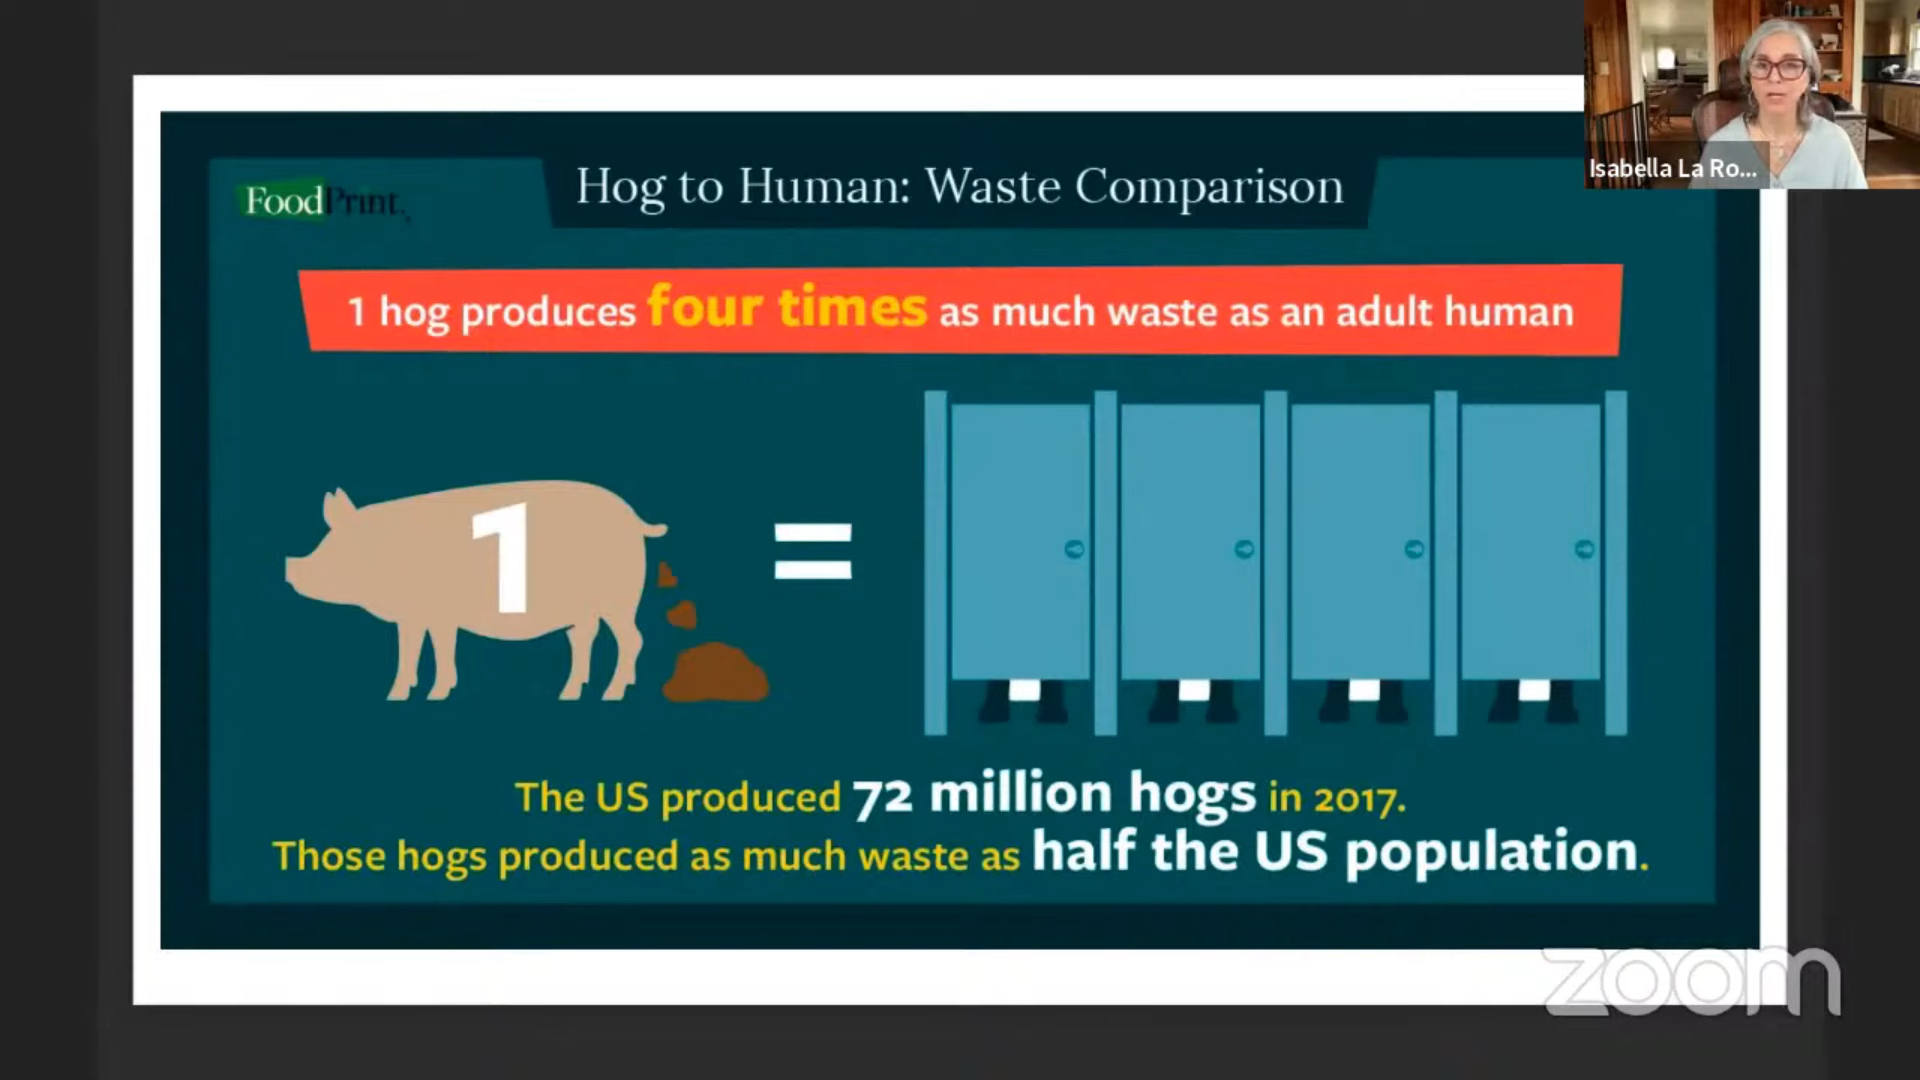 Isabella La Ro...
FoodPrint.
Hog to Human: Waste Comparison
1 hog produces four times as much waste as an adult human
1
=
The US produced 72 million hogs in 2017.
Those hogs produced as much waste as half the US population.
zoom